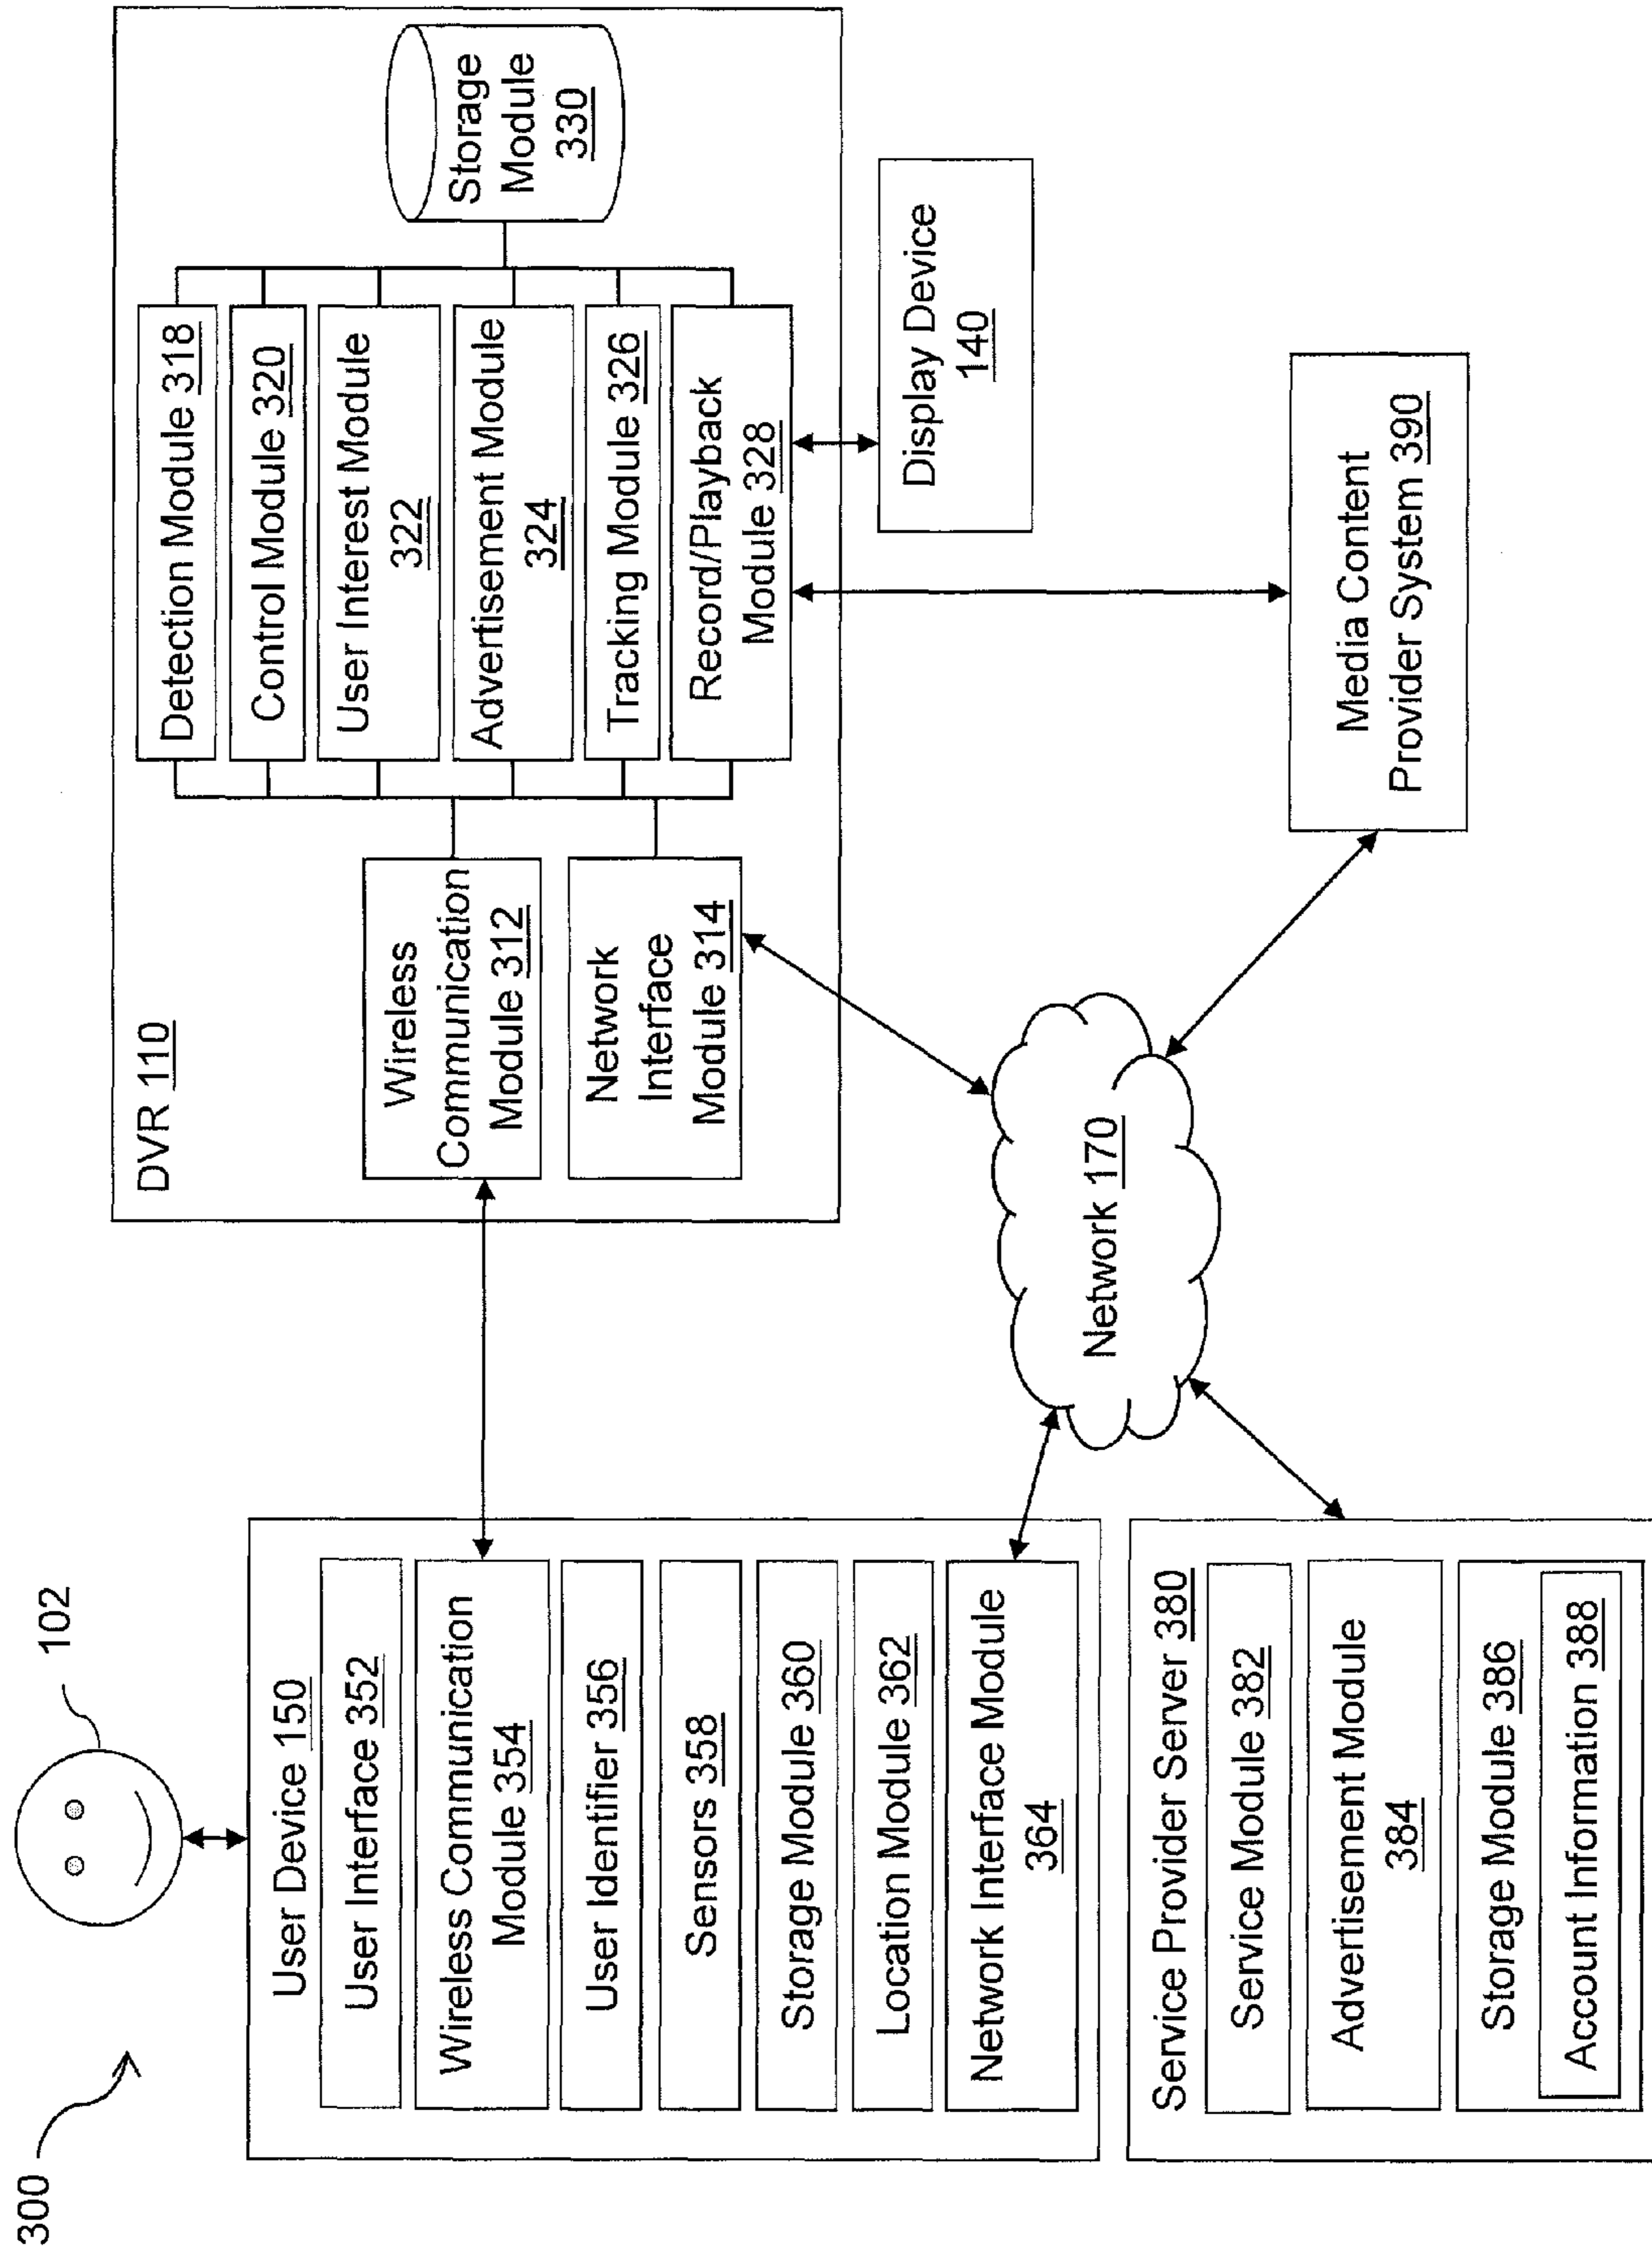 300
102
User Device 150
User Interface 352
Wireless Communication
Module 354
User Identifier 356
Sensors 358
Storage Module 360
Location Module 362
Network Interface Module
364
Service Provider Server 380
Service Module 382
Advertisement Module
384
Storage Module 386
Account Information 388
Network 170
DVR 110
Wireless
Communication
Module 312
Network
Interface
Module 314
Detection Module 318
Control Module 320
User Interest Module
322
Advertisement Module
324
Tracking Module 326
Record/Playback
Module 328
Storage
Module
330
Display Device
140
Media Content
Provider System 390